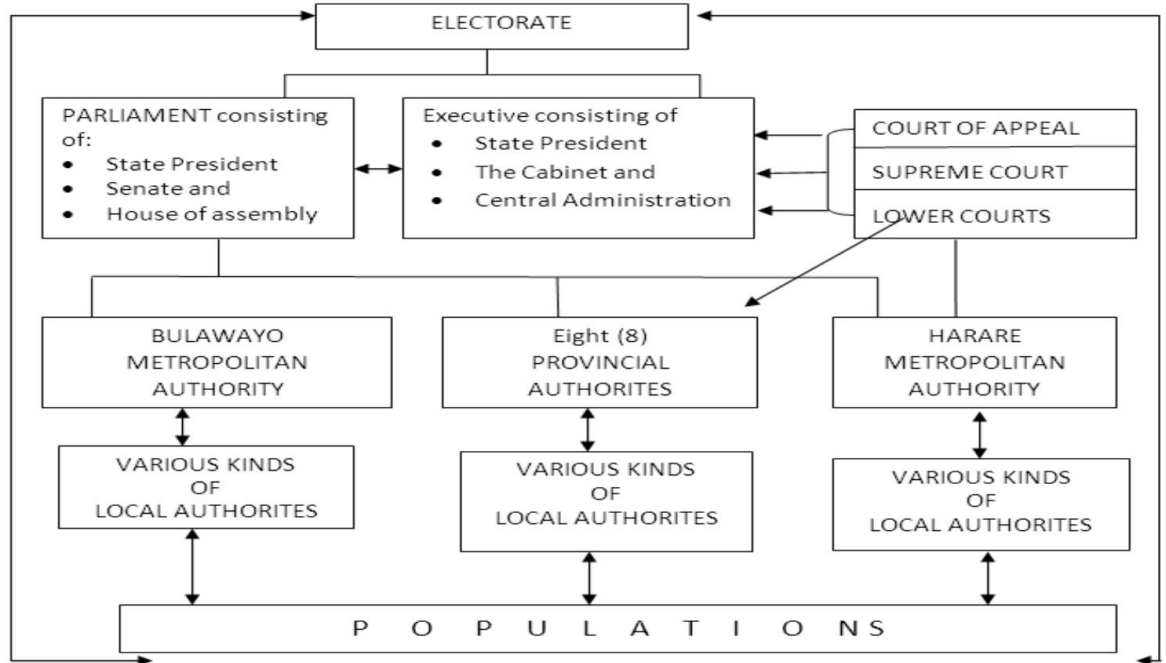 ELECTORATE
PARLIAMENT consisting
of:
• State President
• Senate and
• House of assembly
Executive consisting of
• State President
• The Cabinet and
• Central Administration
COURT OF APPEAL
SUPREME COURT
LOWER COURTS
BULAWAYO
METROPOLITAN
AUTHORITY
Eight (8)
PROVINCIAL
AUTHORITES
HARARE
METROPOLITAN
AUTHORITY
VARIOUS KINDS
OF
LOCAL AUTHORITES
VARIOUS KINDS
OF
LOCAL AUTHORITES
VARIOUS KINDS
OF
LOCAL AUTHORITES
P O P U L A T I O N S